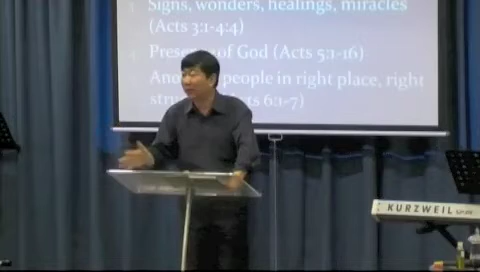 Signs, wonders, healings, miracles
(Acts 3:1-4:4)
Presence of God (Acts 5:1-16)
people in right place, right
6:1-7)
KURZWEIL